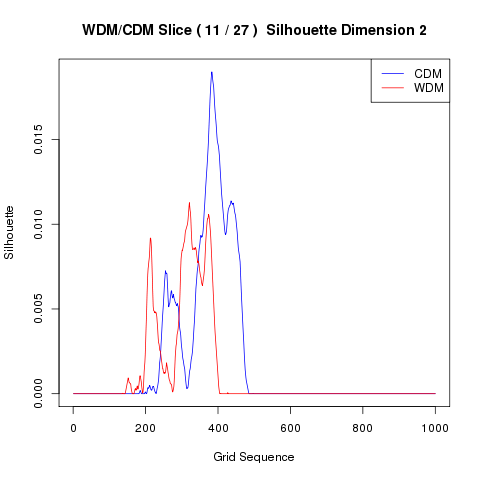 WDM/CDM Slice ( 11 / 27 )  Silhouette Dimension 2
CDM
WDM
Silhouette
0.015
0.010
0.005
0.000
0 200 400 600 800 1000
Grid Sequence